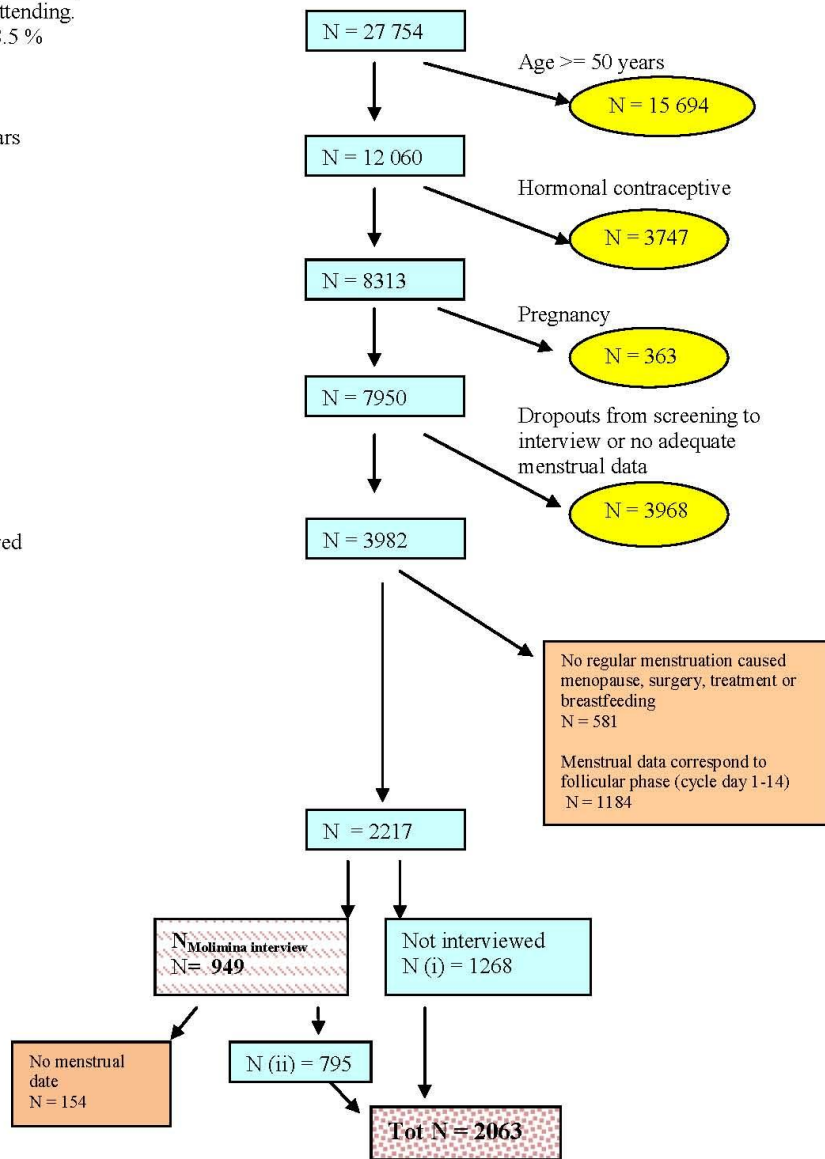 ttending.
.5 %
N = 27 754
Age >= 50 years
N = 15 694
ars
N = 12 060
Hormonal contraceptive
N = 3747
N = 8313
Pregnancy
N = 363
N = 7950
Dropouts from screening to
interview or no adequate
menstrual data
N = 3968
N = 3982
ed
No regular menstruation caused
menopause, surgery, treatment or
breastfeeding
N = 581
Menstrual data correspond to
follicular phase (cycle day 1-14)
N = 1184
N = 2217
N Molimina interview
N= 949
Not interviewed
N (i) = 1268
No menstrual
date
N = 154
N (ii) = 795
Tot N = 2063